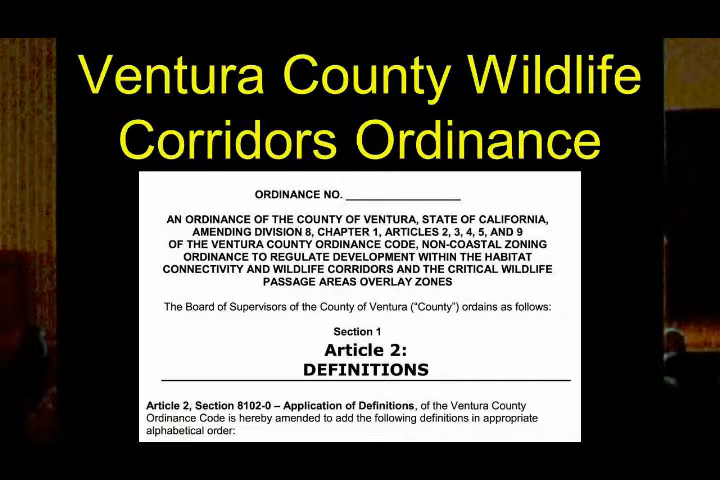 Ventura County Wildlife
Corridors Ordinance
ORDINANCE NO. ____________________
AN ORDINANCE OF THE COUNTY OF VENTURA, STATE OF CALIFORNIA,
AMENDING DIVISION 8, CHAPTER 1, ARTICLES 2, 3, 4, 5, AND 9
OF THE VENTURA COUNTY ORDINANCE CODE, NON-COASTAL ZONING
ORDINANCE TO REGULATE DEVELOPMENT WITHIN THE HABITAT
CONNECTIVITY AND WILDLIFE CORRIDORS AND THE CRITICAL WILDLIFE
PASSAGE AREAS OVERLAY ZONES
The Board of Supervisors of the County of Ventura ("County") ordains as follows:
Section 1
Article 2:
DEFINITIONS
Article 2, Section 8102-0 – Application of Definitions, of the Ventura County
Ordinance Code is hereby amended to add the following definitions in appropriate
alphabetical order: